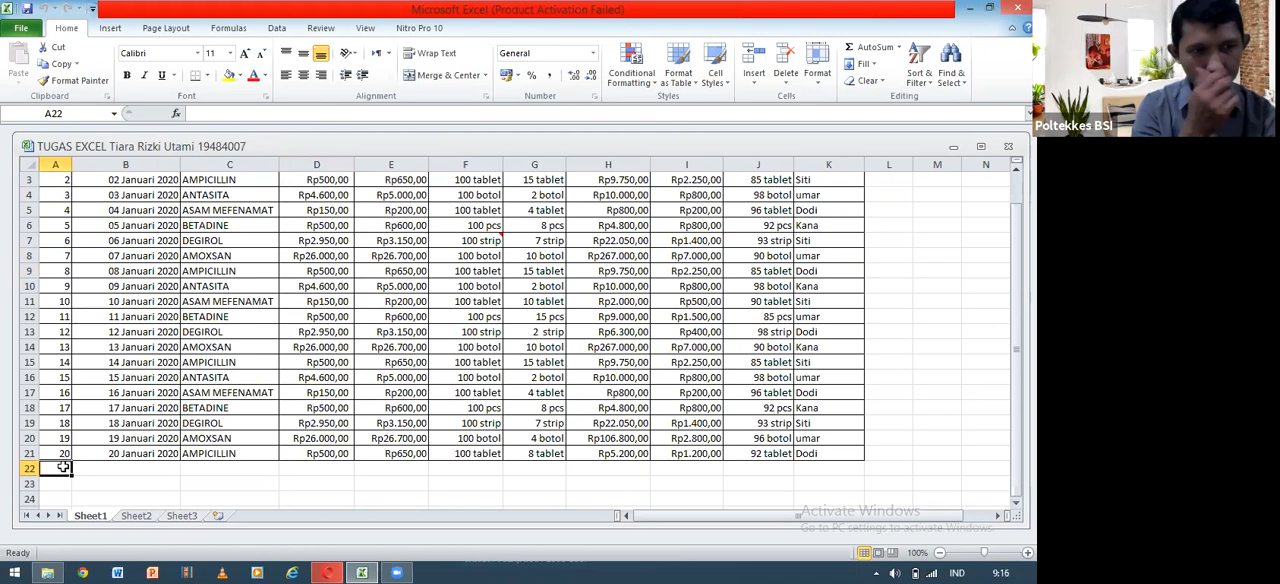 Microsoft Excel (Product Activation Failed)
File Home Insert Page Layout Formulas Data Review View Nitro Pro 10
Cut Calibri 11 Wrap Text General AutoSum
Paste Copy Fill
Format Painter B I U Merge & Center % , Conditional Formatting Format as Table Cell Styles Insert Delete Format Clear Sort & Filter Find & Select
Clipboard Font Alignment Number Styles Cells Editing
A22 fx
Poltekkes BSI
TUGAS EXCEL Tiara Rizki Utami 19484007
A B C D E F G H I J K L M N
3 2 02 Januari 2020 AMPICILLIN Rp500,00 Rp650,00 100 tablet 15 tablet Rp9.750,00 Rp2.250,00 85 tablet Siti
4 3 03 Januari 2020 ANTASITA Rp4.600,00 Rp5.000,00 100 botol 2 botol Rp10.000,00 Rp800,00 98 botol umar
5 4 04 Januari 2020 ASAM MEFENAMAT Rp150,00 Rp200,00 100 tablet 4 tablet Rp800,00 Rp200,00 96 tablet Dodi
6 5 05 Januari 2020 BETADINE Rp500,00 Rp600,00 100 pcs 8 pcs Rp4.800,00 Rp800,00 92 pcs Kana
7 6 06 Januari 2020 DEGIROL Rp2.950,00 Rp3.150,00 100 strip 7 strip Rp22.050,00 Rp1.400,00 93 strip Siti
8 7 07 Januari 2020 AMOXSAN Rp26.000,00 Rp26.700,00 100 botol 10 botol Rp267.000,00 Rp7.000,00 90 botol umar
9 8 08 Januari 2020 AMPICILLIN Rp500,00 Rp650,00 100 tablet 15 tablet Rp9.750,00 Rp2.250,00 85 tablet Dodi
10 9 09 Januari 2020 ANTASITA Rp4.600,00 Rp5.000,00 100 botol 2 botol Rp10.000,00 Rp800,00 98 botol Kana
11 10 10 Januari 2020 ASAM MEFENAMAT Rp150,00 Rp200,00 100 tablet 10 tablet Rp2.000,00 Rp500,00 90 tablet Siti
12 11 11 Januari 2020 BETADINE Rp500,00 Rp600,00 100 pcs 15 pcs Rp9.000,00 Rp1.500,00 85 pcs umar
13 12 12 Januari 2020 DEGIROL Rp2.950,00 Rp3.150,00 100 strip 2 strip Rp6.300,00 Rp400,00 98 strip Dodi
14 13 13 Januari 2020 AMOXSAN Rp26.000,00 Rp26.700,00 100 botol 10 botol Rp267.000,00 Rp7.000,00 90 botol Kana
15 14 14 Januari 2020 AMPICILLIN Rp500,00 Rp650,00 100 tablet 15 tablet Rp9.750,00 Rp2.250,00 85 tablet Siti
16 15 15 Januari 2020 ANTASITA Rp4.600,00 Rp5.000,00 100 botol 2 botol Rp10.000,00 Rp800,00 98 botol umar
17 16 16 Januari 2020 ASAM MEFENAMAT Rp150,00 Rp200,00 100 tablet 4 tablet Rp800,00 Rp200,00 96 tablet Dodi
18 17 17 Januari 2020 BETADINE Rp500,00 Rp600,00 100 pcs 8 pcs Rp4.800,00 Rp800,00 92 pcs Kana
19 18 18 Januari 2020 DEGIROL Rp2.950,00 Rp3.150,00 100 strip 7 strip Rp22.050,00 Rp1.400,00 93 strip Siti
20 19 19 Januari 2020 AMOXSAN Rp26.000,00 Rp26.700,00 100 botol 4 botol Rp106.800,00 Rp2.800,00 96 botol umar
21 20 20 Januari 2020 AMPICILLIN Rp500,00 Rp650,00 100 tablet 8 tablet Rp5.200,00 Rp1.200,00 92 tablet Dodi
22
23
24
Sheet1 Sheet2 Sheet3
Activate Windows
Go to PC settings to activate Windows.
Ready 100%
IND 9:16